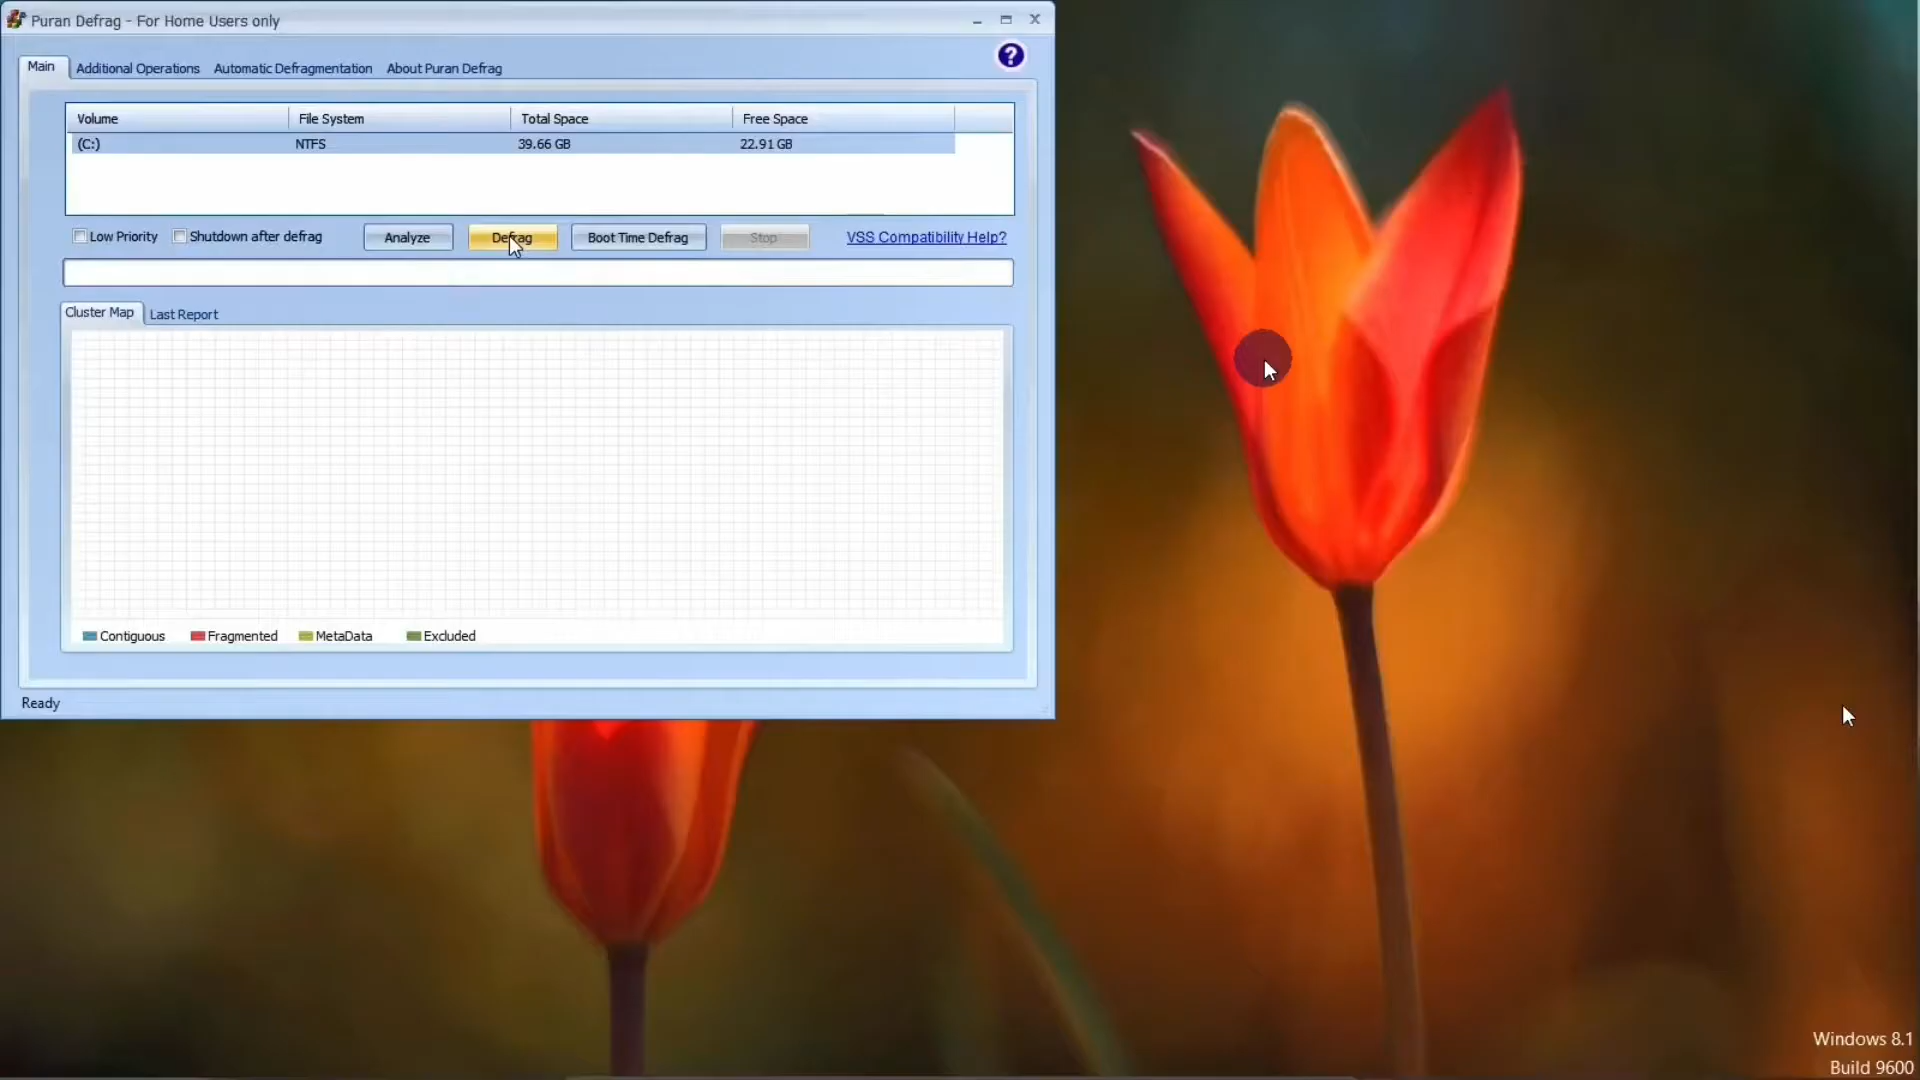 Puran Defrag - For Home Users only
?
Main Additional Operations Automatic Defragmentation About Puran Defrag
Volume File System Total Space Free Space
(C:) NTFS 39.66 GB 22.91 GB
Low Priority Shutdown after defrag Analyze Defrag Boot Time Defrag Stop VSS Compatibility Help?
Cluster Map Last Report
Contiguous Fragmented MetaData Excluded
Ready
Windows 8.1
Build 9600